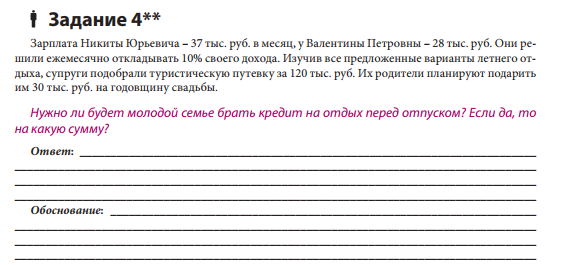 Задание 4**
Зарплата Никиты Юрьевича – 37 тыс. руб. в месяц, у Валентины Петровны – 28 тыс. руб. Они ре-
шили ежемесячно откладывать 10% своего дохода. Изучив все предложенные варианты летнего от-
дыха, супруги подобрали туристическую путевку за 120 тыс. руб. Их родители планируют подарить
им 30 тыс. руб. на годовщину свадьбы.
Нужно ли будет молодой семье брать кредит на отдых перед отпуском? Если да, то
на какую сумму?
Ответ:
Обоснование: